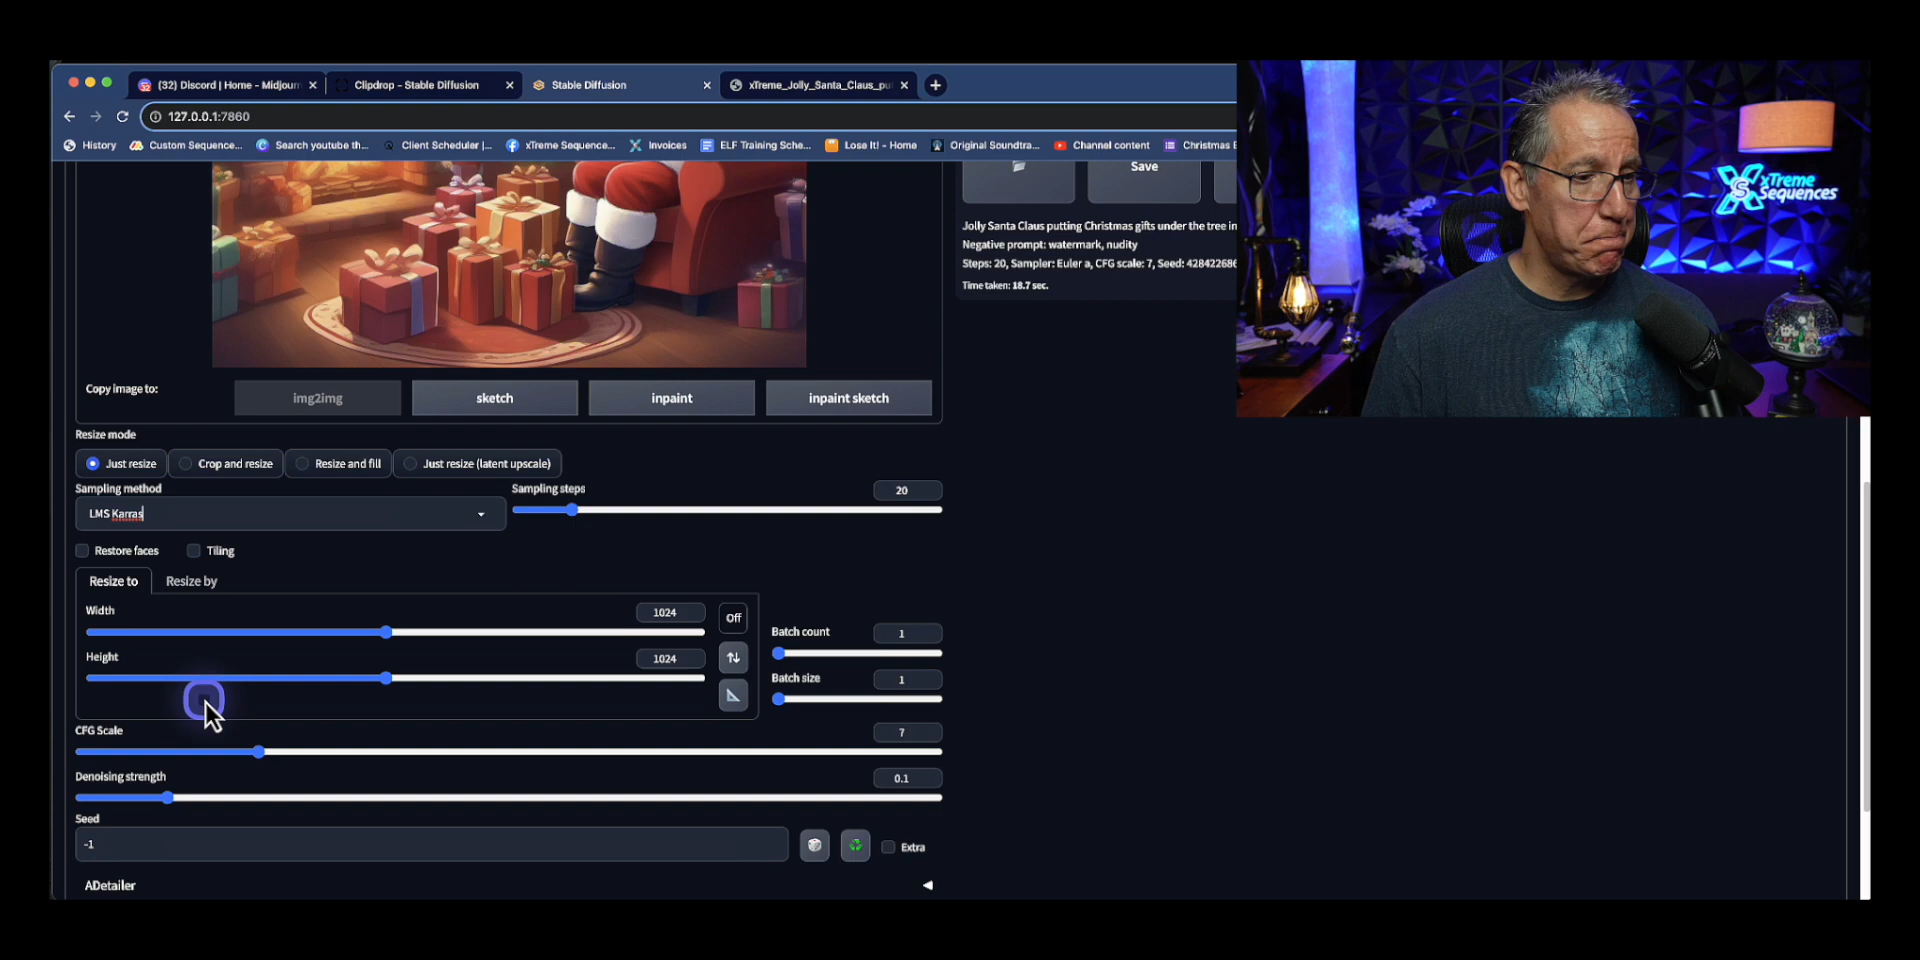 (32) Discord | Home - Midjourn
Clipdrop - Stable Diffusion
Stable Diffusion
xTreme_Jolly_Santa_Claus_pu
127.0.0.1:7860
History
Custom Sequence...
Search youtube th...
Client Scheduler |...
xTreme Sequence...
Invoices
ELF Training Sche...
Lose It! - Home
Original Soundtra...
Channel content
Christmas E
Save
Jolly Santa Claus putting Christmas gifts under the tree in
Negative prompt: watermark, nudity
Steps: 20, Sampler: Euler a, CFG scale: 7, Seed: 428422686
Time taken: 18.7 sec.
xTreme
Sequences
Copy image to:
img2img
sketch
inpaint
inpaint sketch
Resize mode
Just resize
Crop and resize
Resize and fill
Just resize (latent upscale)
Sampling method
Sampling steps
20
LMS Karras
Restore faces
Tiling
Resize to
Resize by
Width
1024
Off
Height
1024
Batch count
1
Batch size
1
CFG Scale
7
Denoising strength
0.1
Seed
-1
Extra
ADetailer